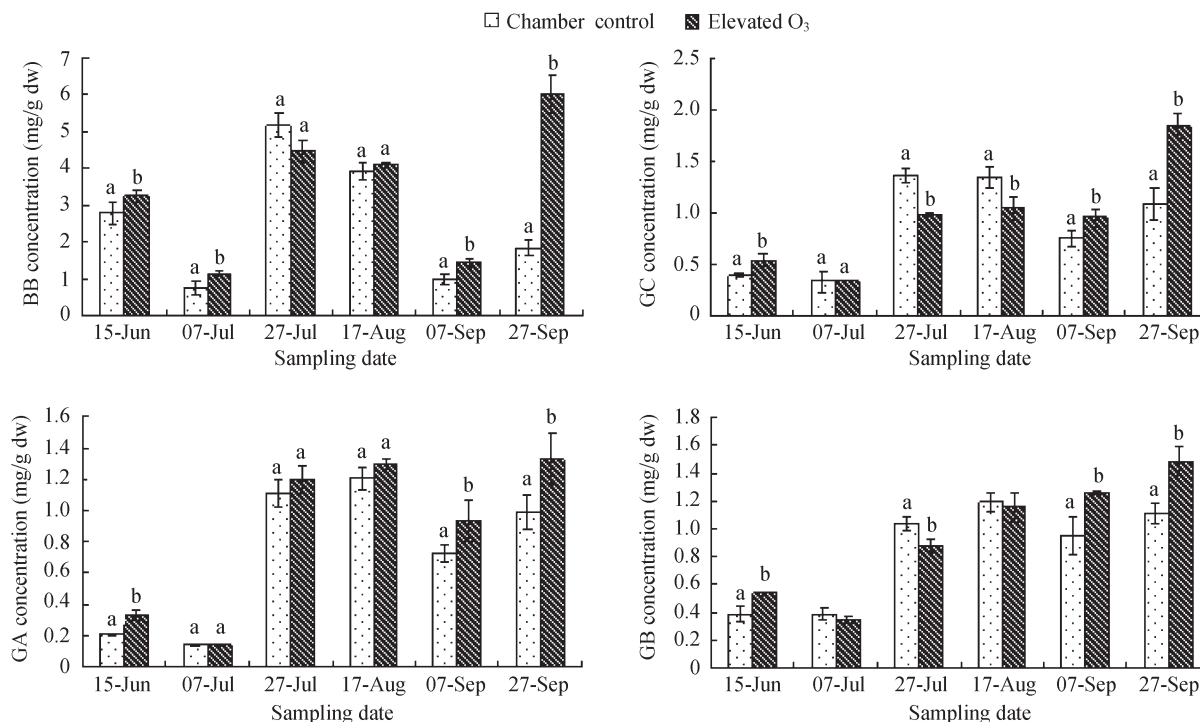 Chamber control Elevated O₃
BB concentration (mg/g dw)
7
6
5
4
3
2
1
0
a b a b a a a a a b a b
15-Jun 07-Jul 27-Jul 17-Aug 07-Sep 27-Sep
Sampling date
GC concentration (mg/g dw)
2.5
2.0
1.5
1.0
0.5
0
a b a a a b a b a b a b
15-Jun 07-Jul 27-Jul 17-Aug 07-Sep 27-Sep
Sampling date
GA concentration (mg/g dw)
1.6
1.4
1.2
1.0
0.8
0.6
0.4
0.2
0
a b a a a a a a a b a b
15-Jun 07-Jul 27-Jul 17-Aug 07-Sep 27-Sep
Sampling date
GB concentration (mg/g dw)
1.8
1.6
1.4
1.2
1.0
0.8
0.6
0.4
0.2
0
a b a b a b a b
15-Jun 07-Jul 27-Jul 17-Aug 07-Sep 27-Sep
Sampling date